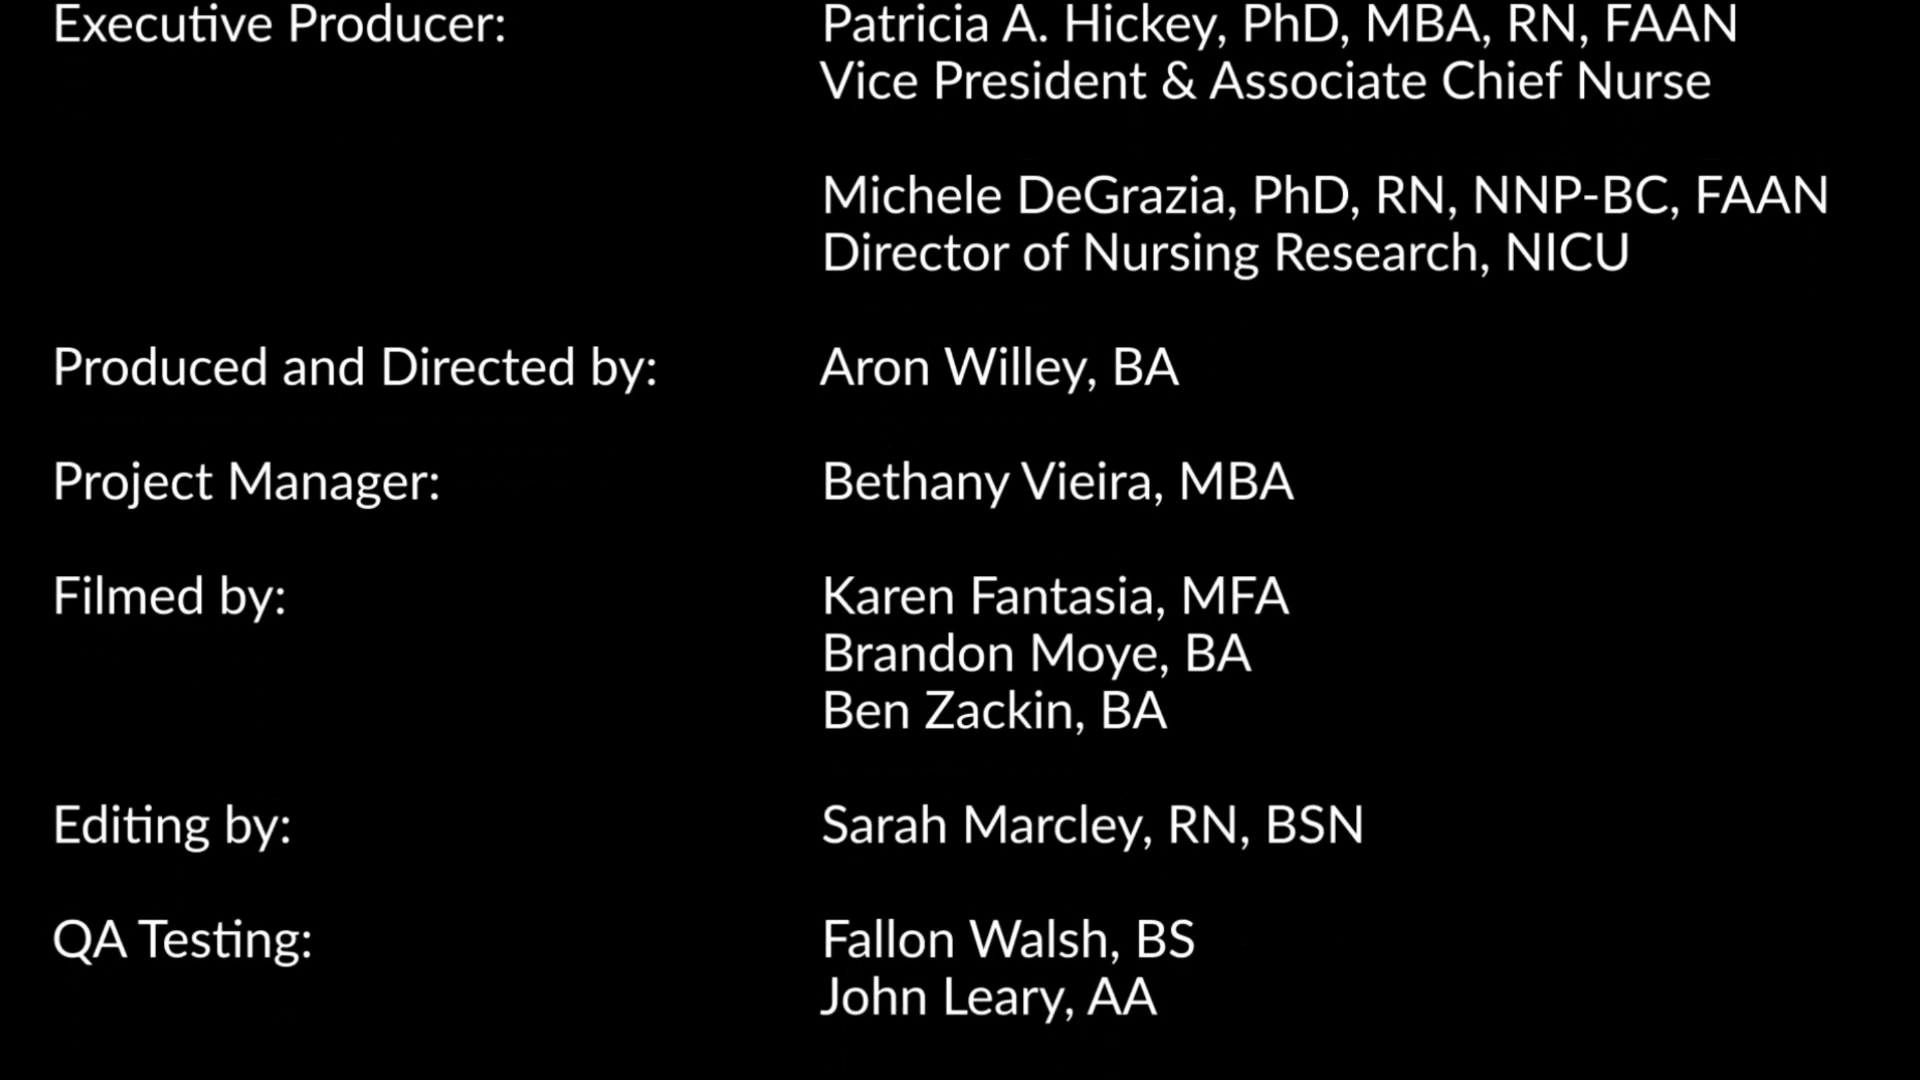 Executive Producer: Patricia A. Hickey, PhD, MBA, RN, FAAN
Vice President & Associate Chief Nurse
Michele DeGrazia, PhD, RN, NNP-BC, FAAN
Director of Nursing Research, NICU
Produced and Directed by: Aron Willey, BA
Project Manager: Bethany Vieira, MBA
Filmed by: Karen Fantasia, MFA
Brandon Moye, BA
Ben Zackin, BA
Editing by: Sarah Marcley, RN, BSN
QA Testing: Fallon Walsh, BS
John Leary, AA